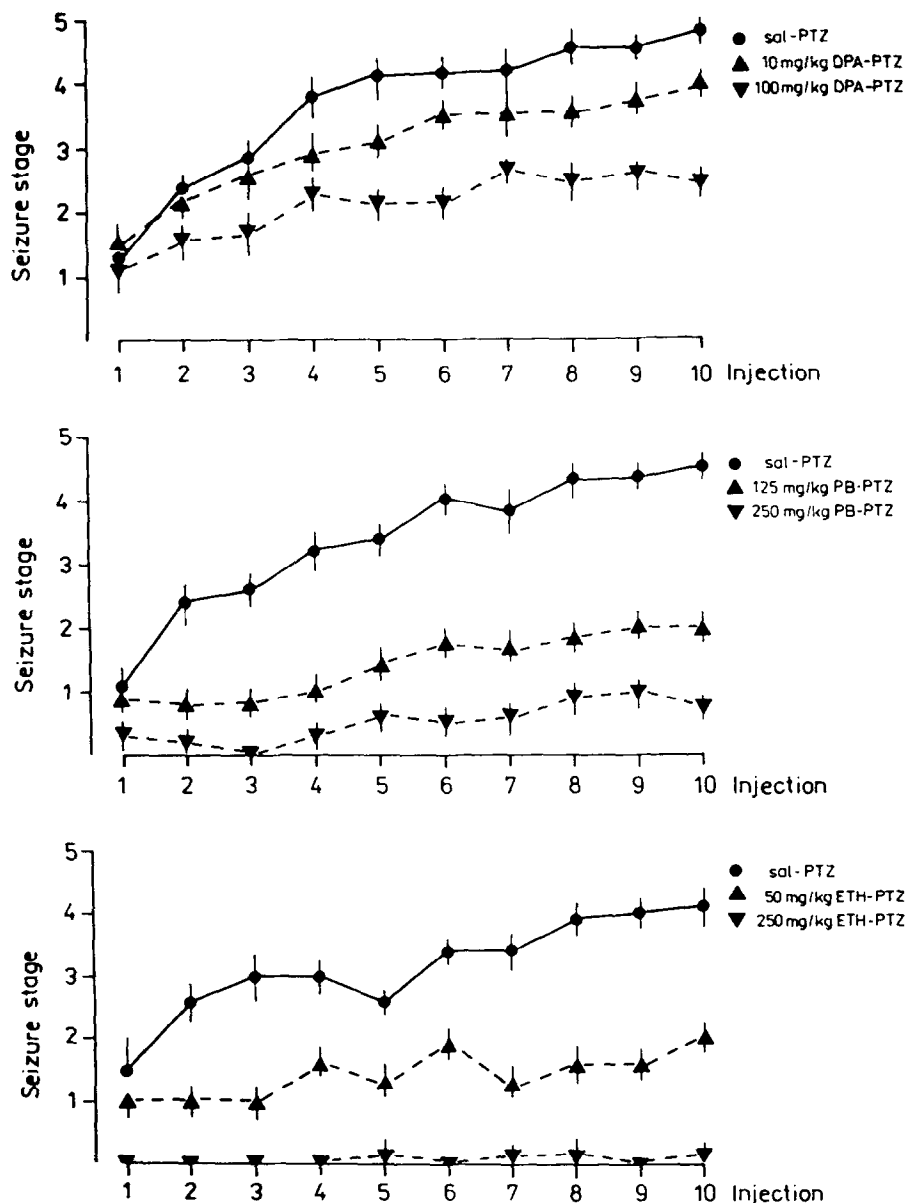 5
4
3
2
1
Seizure stage
sal-PTZ
10 mg/kg DPA-PTZ
100 mg/kg DPA-PTZ
1 2 3 4 5 6 7 8 9 10 Injection
5
4
3
2
1
Seizure stage
sal-PTZ
125 mg/kg PB-PTZ
250 mg/kg PB-PTZ
1 2 3 4 5 6 7 8 9 10 Injection
5
4
3
2
1
Seizure stage
sal-PTZ
50 mg/kg ETH-PTZ
250 mg/kg ETH-PTZ
1 2 3 4 5 6 7 8 9 10 Injection